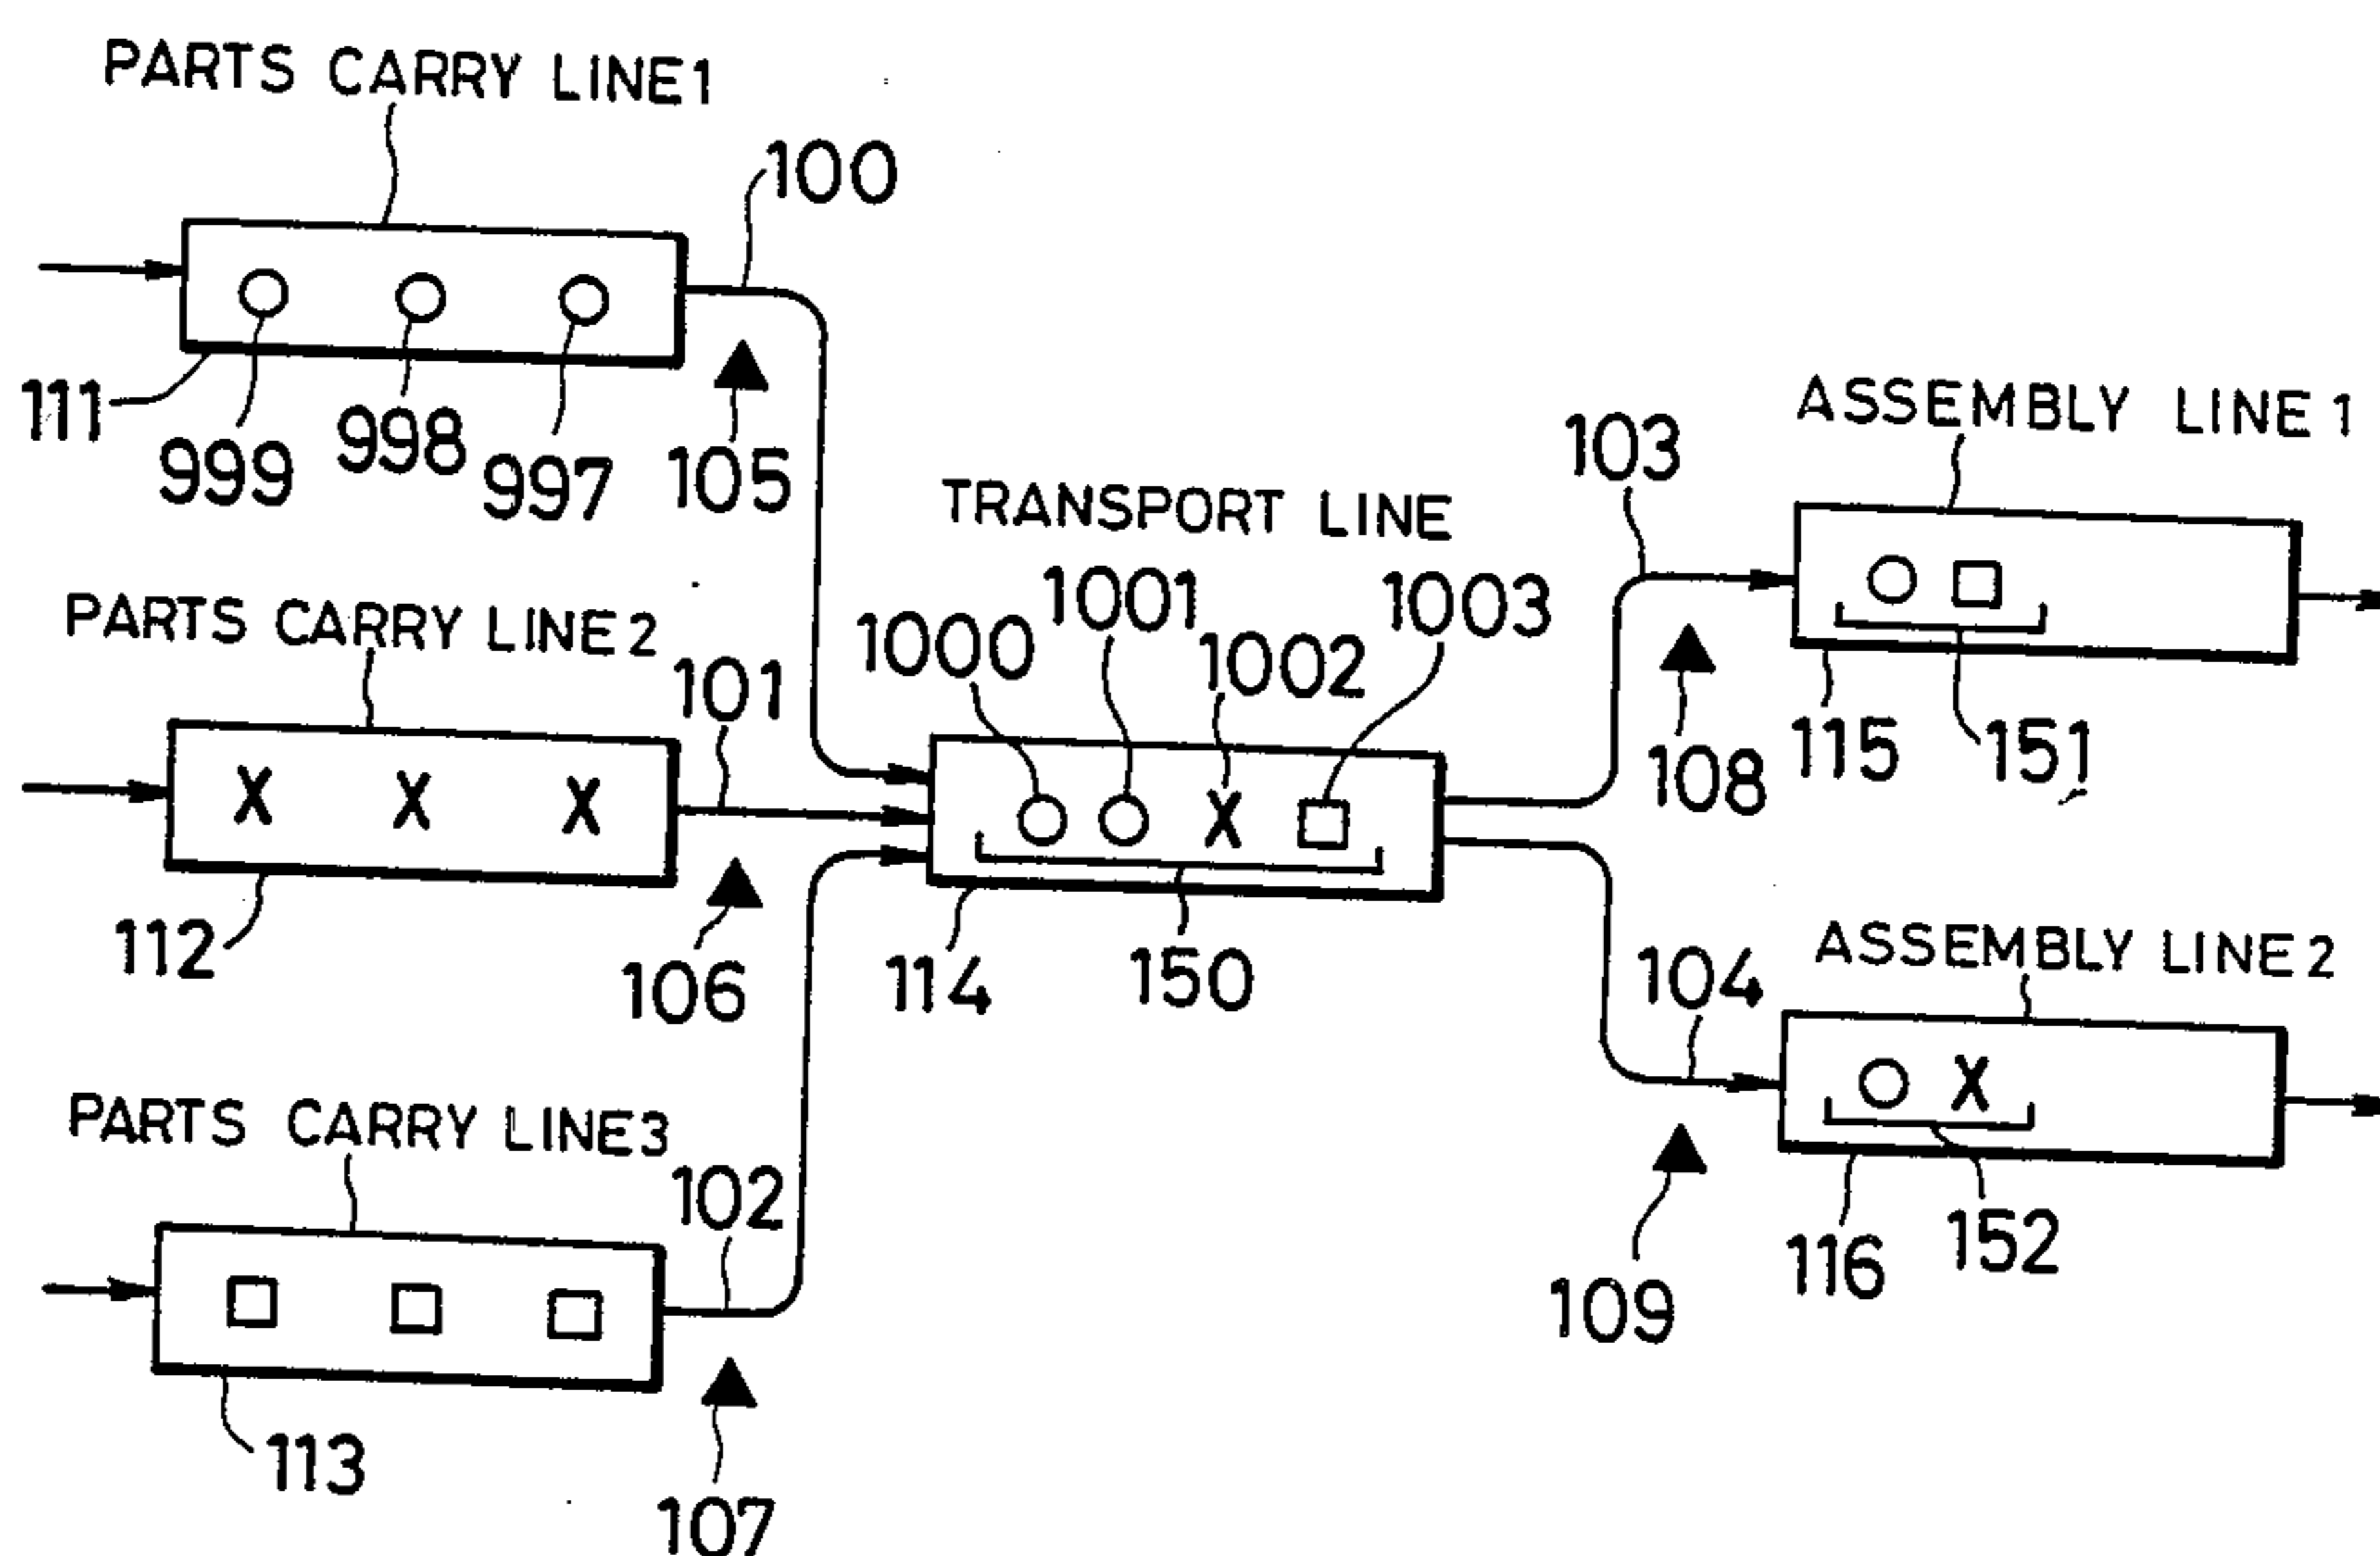 PARTS CARRY LINE1
100
111
999
998
997
105
PARTS CARRY LINE2
101
112
106
PARTS CARRY LINE3
102
113
107
TRANSPORT LINE
1000
1001
1002
1003
114
150
103
ASSEMBLY LINE 1
108
115
151
104
ASSEMBLY LINE2
109
116
152
X X X
X
X